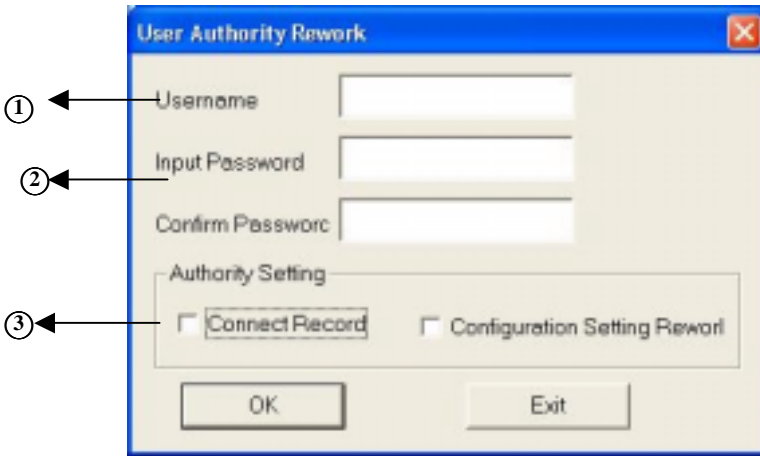 User Authority Rework
① Username
Input Password
②
Confirm Passworc
Authority Setting
③ Connect Record Configuration Setting Reworl
OK Exit